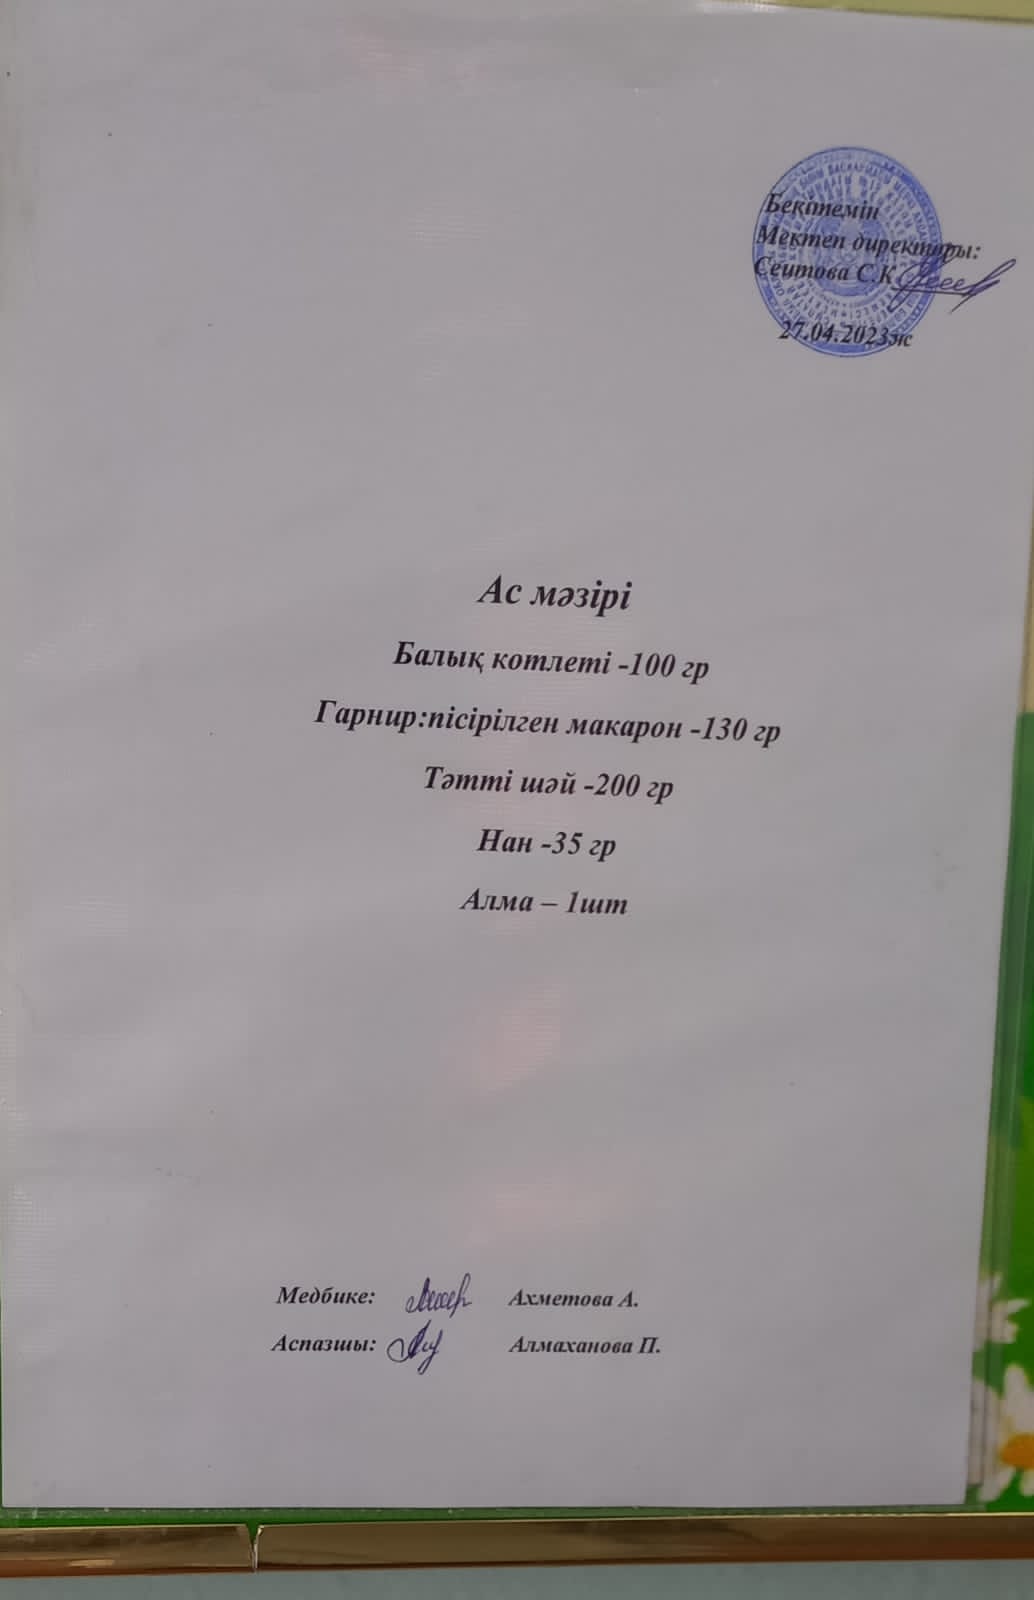 Бекітемін
Мектеп директоры:
Сеитова С.К
27.04.2023ж
Ас мәзірі
Балық котлеті -100 гр
Гарнир:пісірілген макарон -130 гр
Тәтті шәй -200 гр
Нан -35 гр
Алма – 1шт
Медбике: Ахметова А.
Аспазшы: Алмаханова П.